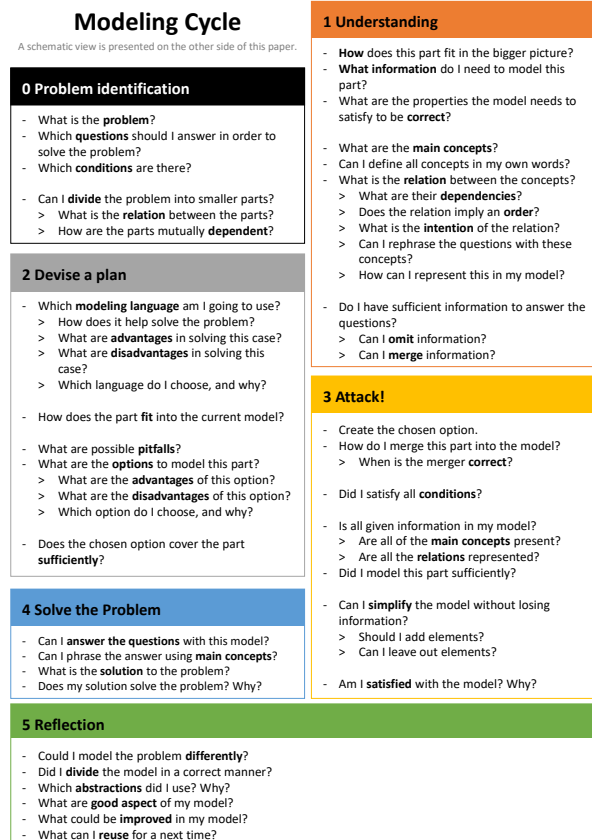 Modeling Cycle
A schematic view is presented on the other side of this paper.
0 Problem identification
- What is the problem?
- Which questions should I answer in order to
solve the problem?
- Which conditions are there?
- Can I divide the problem into smaller parts?
> What is the relation between the parts?
> How are the parts mutually dependent?
1 Understanding
- How does this part fit in the bigger picture?
- What information do I need to model this
part?
- What are the properties the model needs to
satisfy to be correct?
- What are the main concepts?
- Can I define all concepts in my own words?
- What is the relation between the concepts?
> What are their dependencies?
> Does the relation imply an order?
> What is the intention of the relation?
> Can I rephrase the questions with these
concepts?
> How can I represent this in my model?
- Do I have sufficient information to answer the
questions?
> Can I omit information?
> Can I merge information?
2 Devise a plan
- Which modeling language am I going to use?
> How does it help solve the problem?
> What are advantages in solving this case?
> What are disadvantages in solving this
case?
> Which language do I choose, and why?
- How does the part fit into the current model?
- What are possible pitfalls?
- What are the options to model this part?
> What are the advantages of this option?
> What are the disadvantages of this option?
> Which option do I choose, and why?
- Does the chosen option cover the part
sufficiently?
3 Attack!
- Create the chosen option.
- How do I merge this part into the model?
> When is the merger correct?
- Did I satisfy all conditions?
- Is all given information in my model?
> Are all of the main concepts present?
> Are all the relations represented?
- Did I model this part sufficiently?
- Can I simplify the model without losing
information?
> Should I add elements?
> Can I leave out elements?
- Am I satisfied with the model? Why?
4 Solve the Problem
- Can I answer the questions with this model?
- Can I phrase the answer using main concepts?
- What is the solution to the problem?
- Does my solution solve the problem? Why?
5 Reflection
- Could I model the problem differently?
- Did I divide the model in a correct manner?
- Which abstractions did I use? Why?
- What are good aspect of my model?
- What could be improved in my model?
- What can I reuse for a next time?